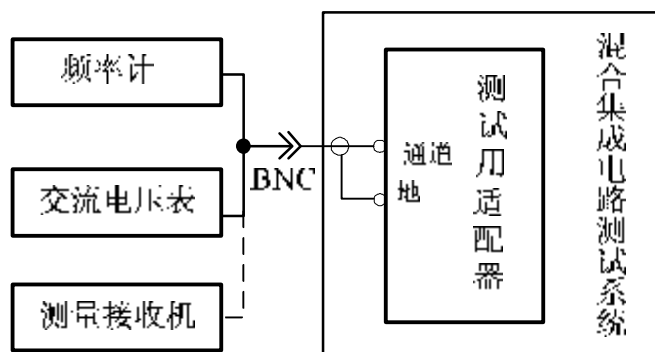 频率计
交流电压表
测量接收机
BNC
通道
地
测试用适配器
混合集成电路测试系统